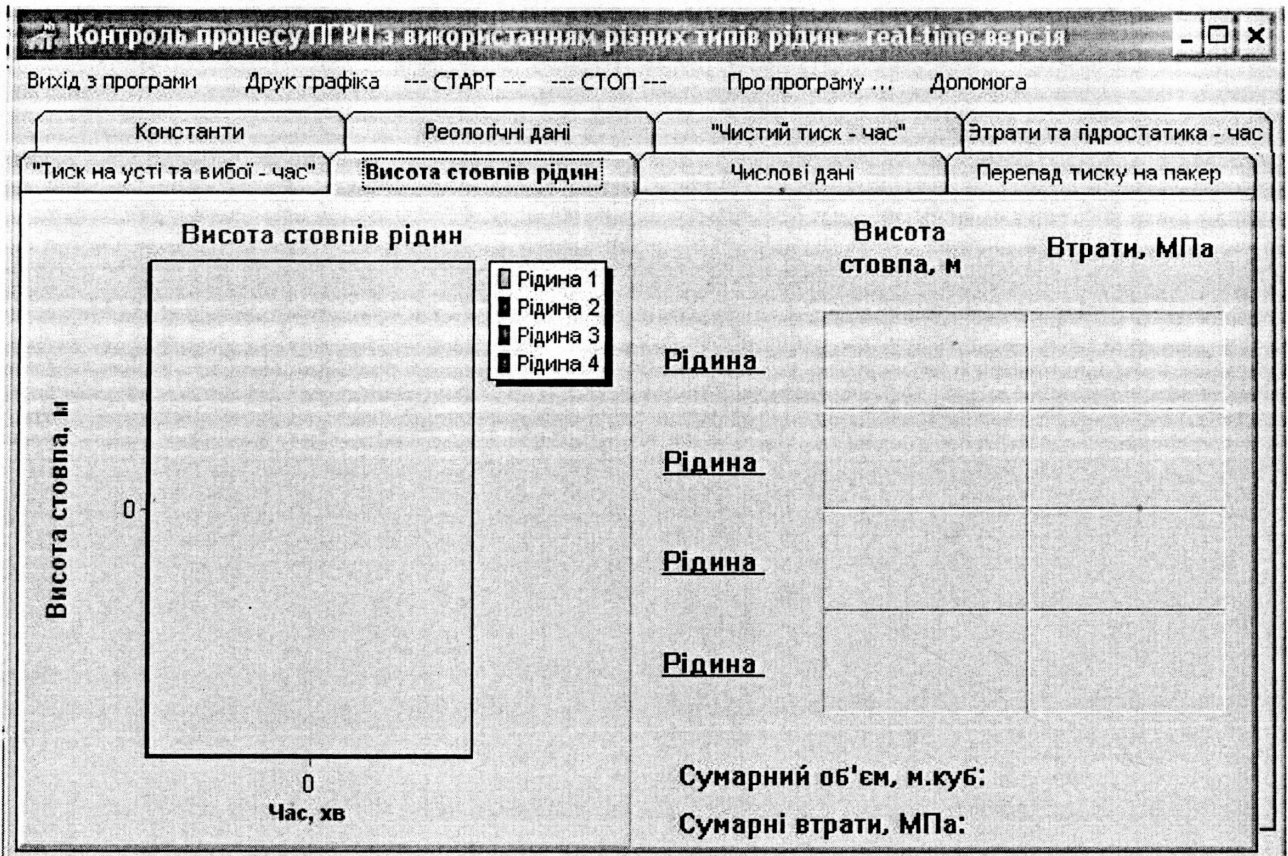 Контроль процесу ПГРП з використанням різних типів рідин - real-time версія
Вихід з програми Друк графіка ... СТАРТ ... ... СТОП ... Про програму ... Допомога
Константи Реологічні дані "Чистий тиск - час" Зтрати та гідростатика - час
"Тиск на усті та вибої - час" Висота стовпів рідин Числові дані Перепад тиску на пакер
Висота стовпів рідин
Висота стовпа, м
0
0
Час, хв
Рідина 1
Рідина 2
Рідина 3
Рідина 4
Висота
стовпа, м
Втрати, МПа
Рідина
Рідина
Рідина
Рідина
Сумарний об'єм, м.куб:
Сумарні втрати, МПа: